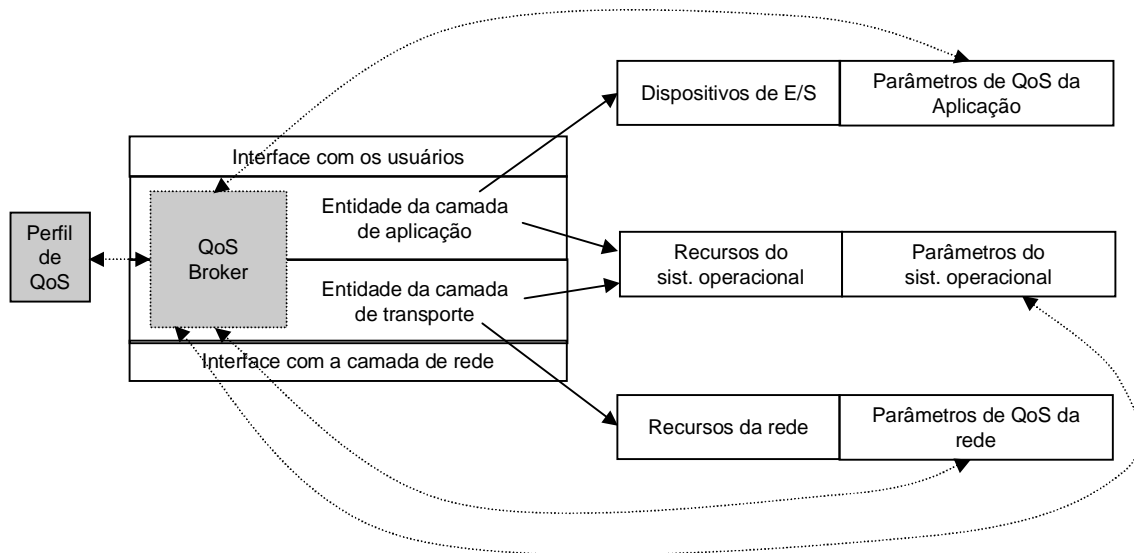 Dispositivos de E/S
Parâmetros de QoS da
Aplicação
Interface com os usuários
Entidade da camada
de aplicação
Perfil
de
QoS
QoS
Broker
Recursos do
sist. operacional
Parâmetros do
sist. operacional
Entidade da camada
de transporte
Interface com a camada de rede
Recursos da rede
Parâmetros de QoS da
rede